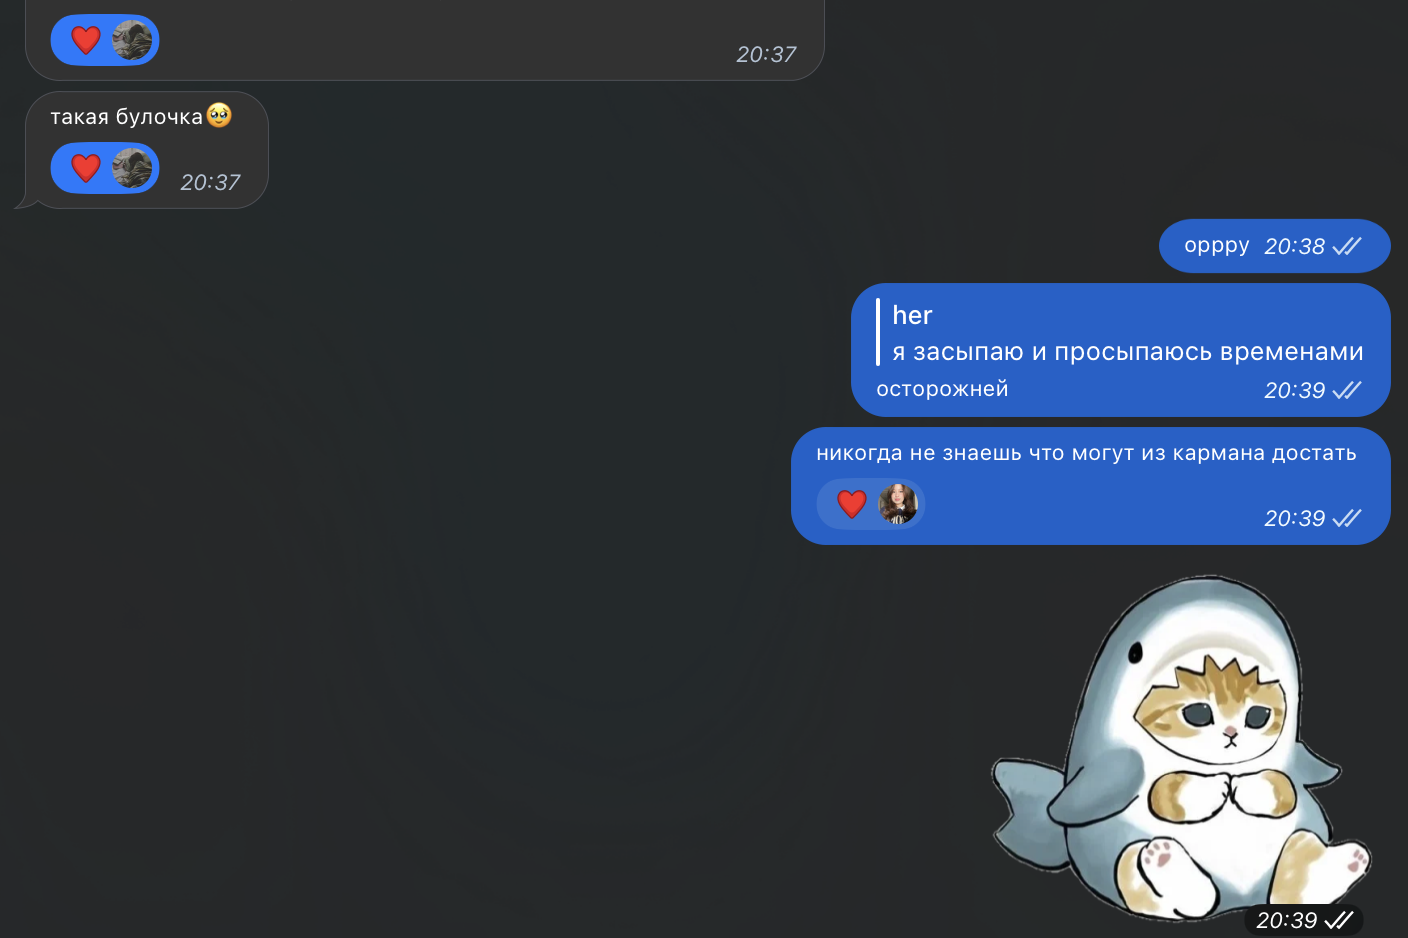 20:37
такая булочка🥹
20:37
орpру 20:38
her
я засыпаю и просыпаюсь временами
осторожней 20:39
никогда не знаешь что могут из кармана достать
20:39
20:39